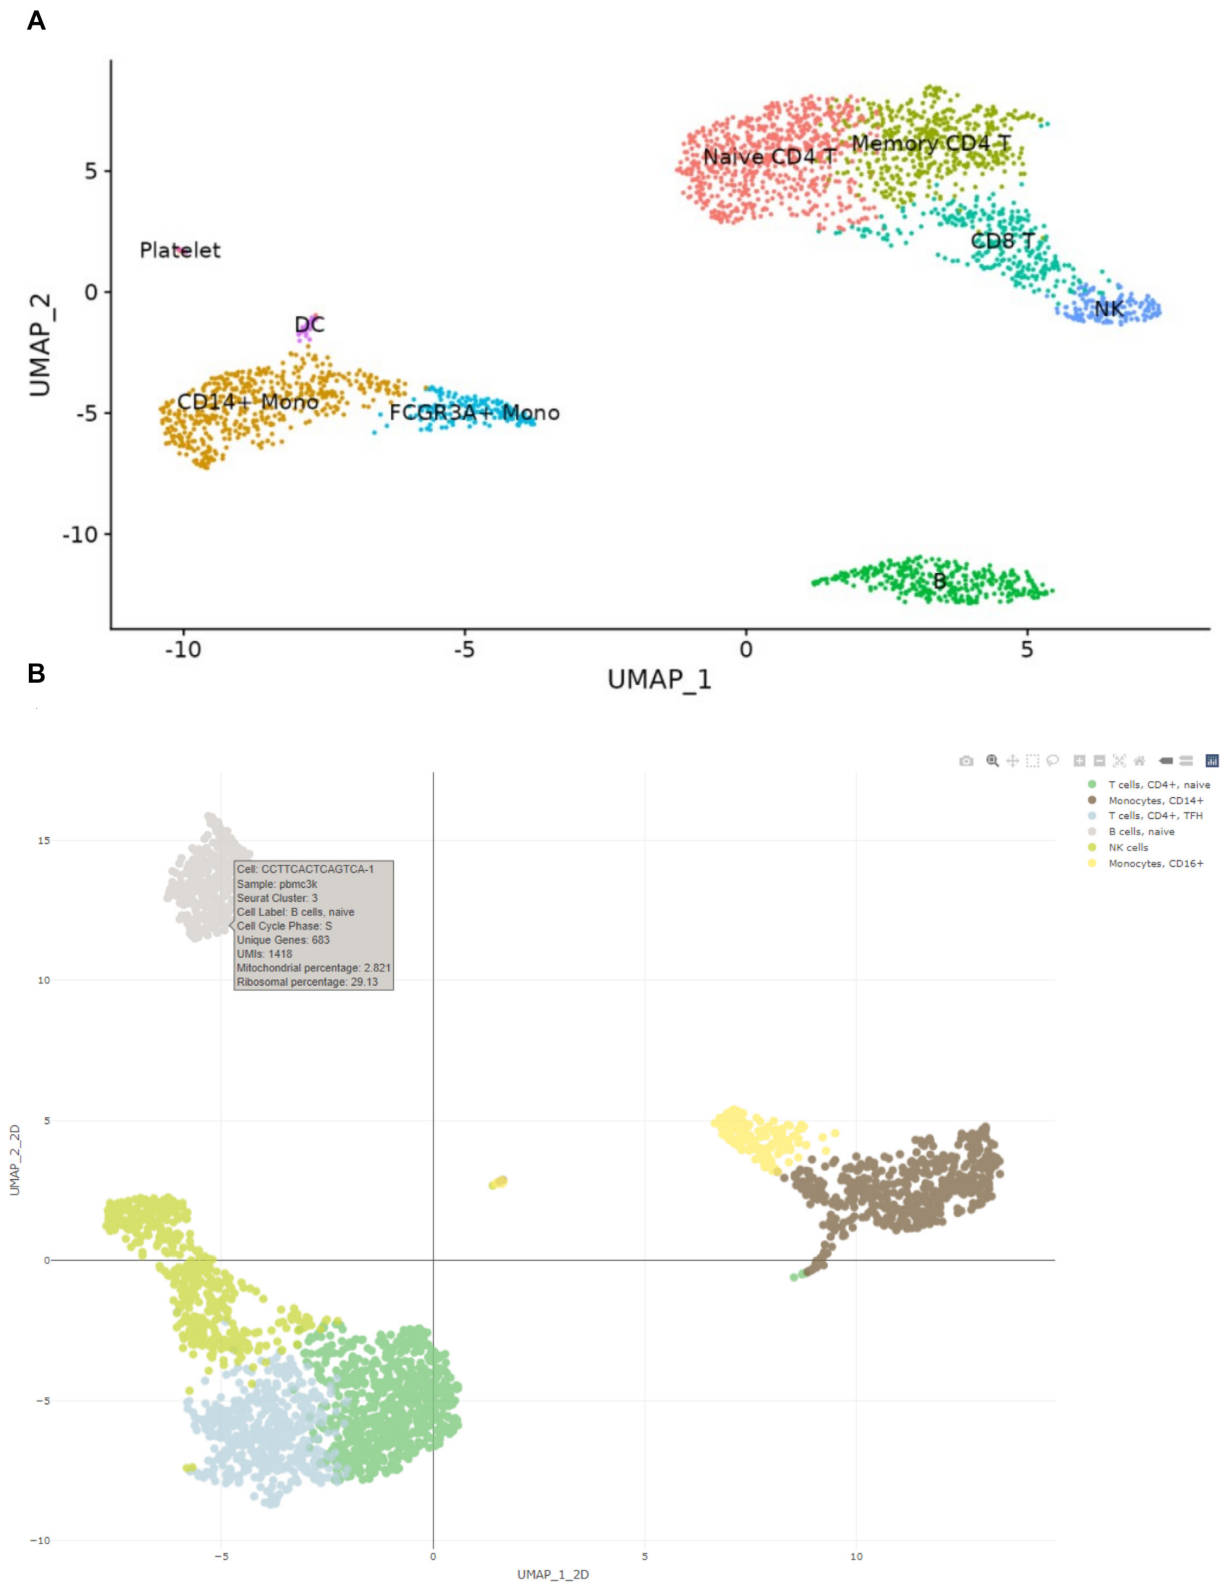 A
UMAP_2
5
0
-5
-10
Naive CD4 T
Memory CD4 T
CD8 T
NK
Platelet
DC
CD14+ Mono
FCGR3A+ Mono
B
-10
-5
0
5
UMAP_1
B
T cells, CD4+, naive
Monocytes, CD14+
T cells, CD4+, TFH
B cells, naive
NK cells
Monocytes, CD16+
Cell: CCTTCACTCAGTCA-1
Sample: pbmc3k
Seurat Cluster: 3
Cell Label: B cells, naive
Cell Cycle Phase: S
Unique Genes: 683
UMIs: 1418
Mitochondrial percentage: 2.821
Ribosomal percentage: 29.13
UMAP_2_2D
15
10
5
0
−5
−10
−5
0
5
10
UMAP_1_2D